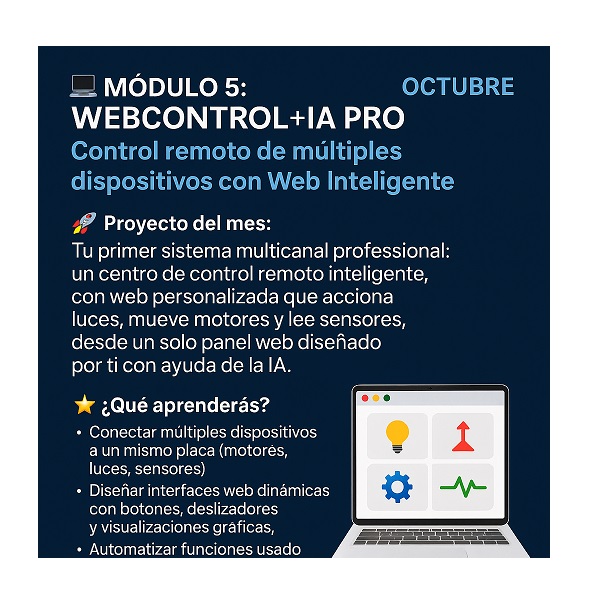 MÓDULO 5:
OCTUBRE
WEBCONTROL+IA PRO
Control remoto de múltiples
dispositivos con Web Inteligente
Proyecto del mes:
Tu primer sistema multicanal professional:
un centro de control remoto inteligente,
con web personalizada que acciona
luces, mueve motores y lee sensores,
desde un solo panel web diseñado
por ti con ayuda de la IA.
¿Qué aprenderás?
• Conectar múltiples dispositivos
a un mismo placa (motorés,
luces, sensores)
• Diseñar interfaces web dinámicas
con botones, deslizadores
y visualizaciones gráficas,
• Automatizar funciones usado